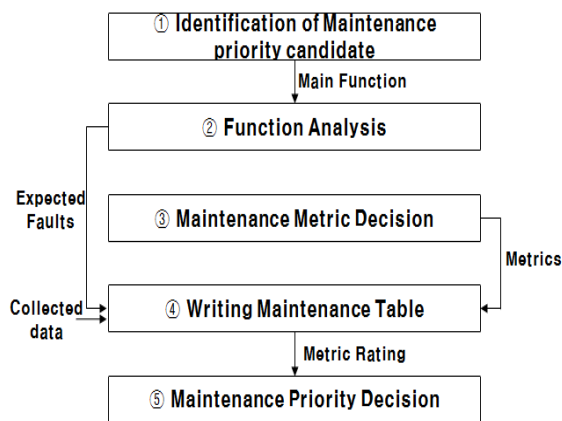 ① Identification of Maintenance
priority candidate
Main Function
② Function Analysis
Expected
Faults
③ Maintenance Metric Decision
Metrics
Collected
data
④ Writing Maintenance Table
Metric Rating
⑤ Maintenance Priority Decision